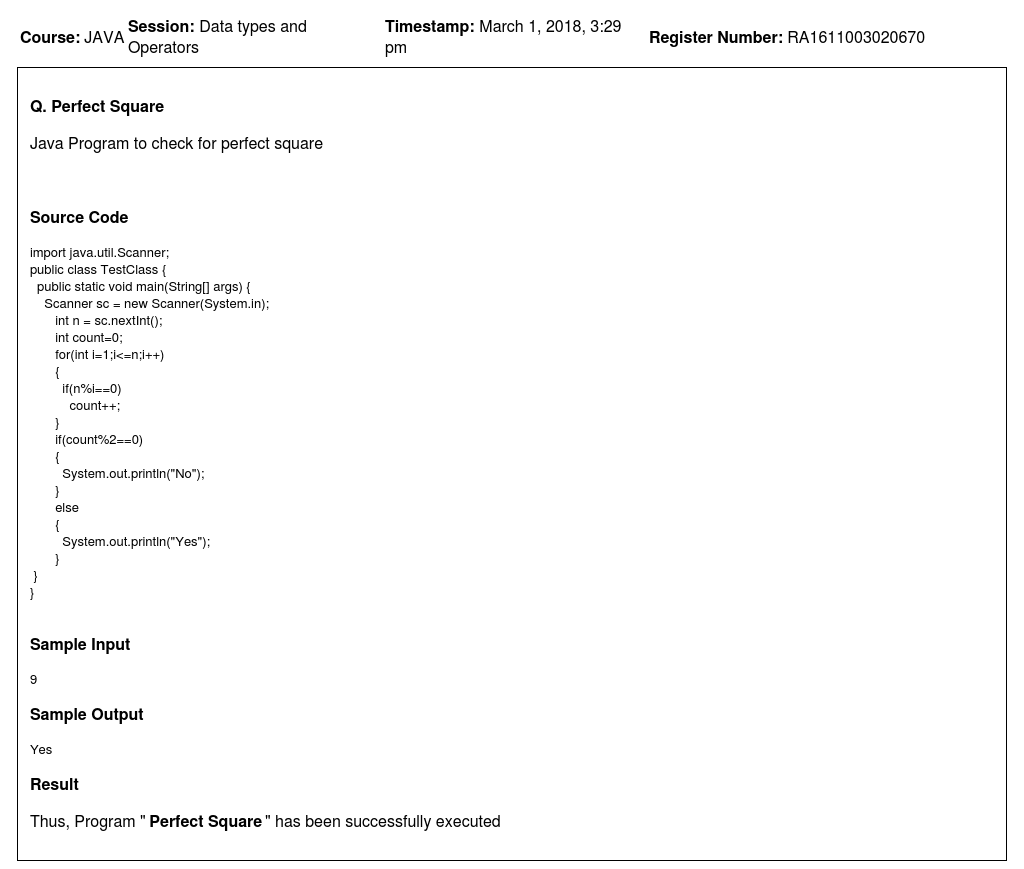 Course: JAVA Session: Data types and Operators Timestamp: March 1, 2018, 3:29 pm Register Number: RA1611003020670
Q. Perfect Square
Java Program to check for perfect square
Source Code
import java.util.Scanner;
public class TestClass {
  public static void main(String[] args) {
    Scanner sc = new Scanner(System.in);
       int n = sc.nextInt();
       int count=0;
       for(int i=1;i<=n;i++)
       {
         if(n%i==0)
           count++;
       }
       if(count%2==0)
       {
         System.out.println("No");
       }
       else
       {
         System.out.println("Yes");
       }
 }
}
Sample Input
9
Sample Output
Yes
Result
Thus, Program " Perfect Square " has been successfully executed